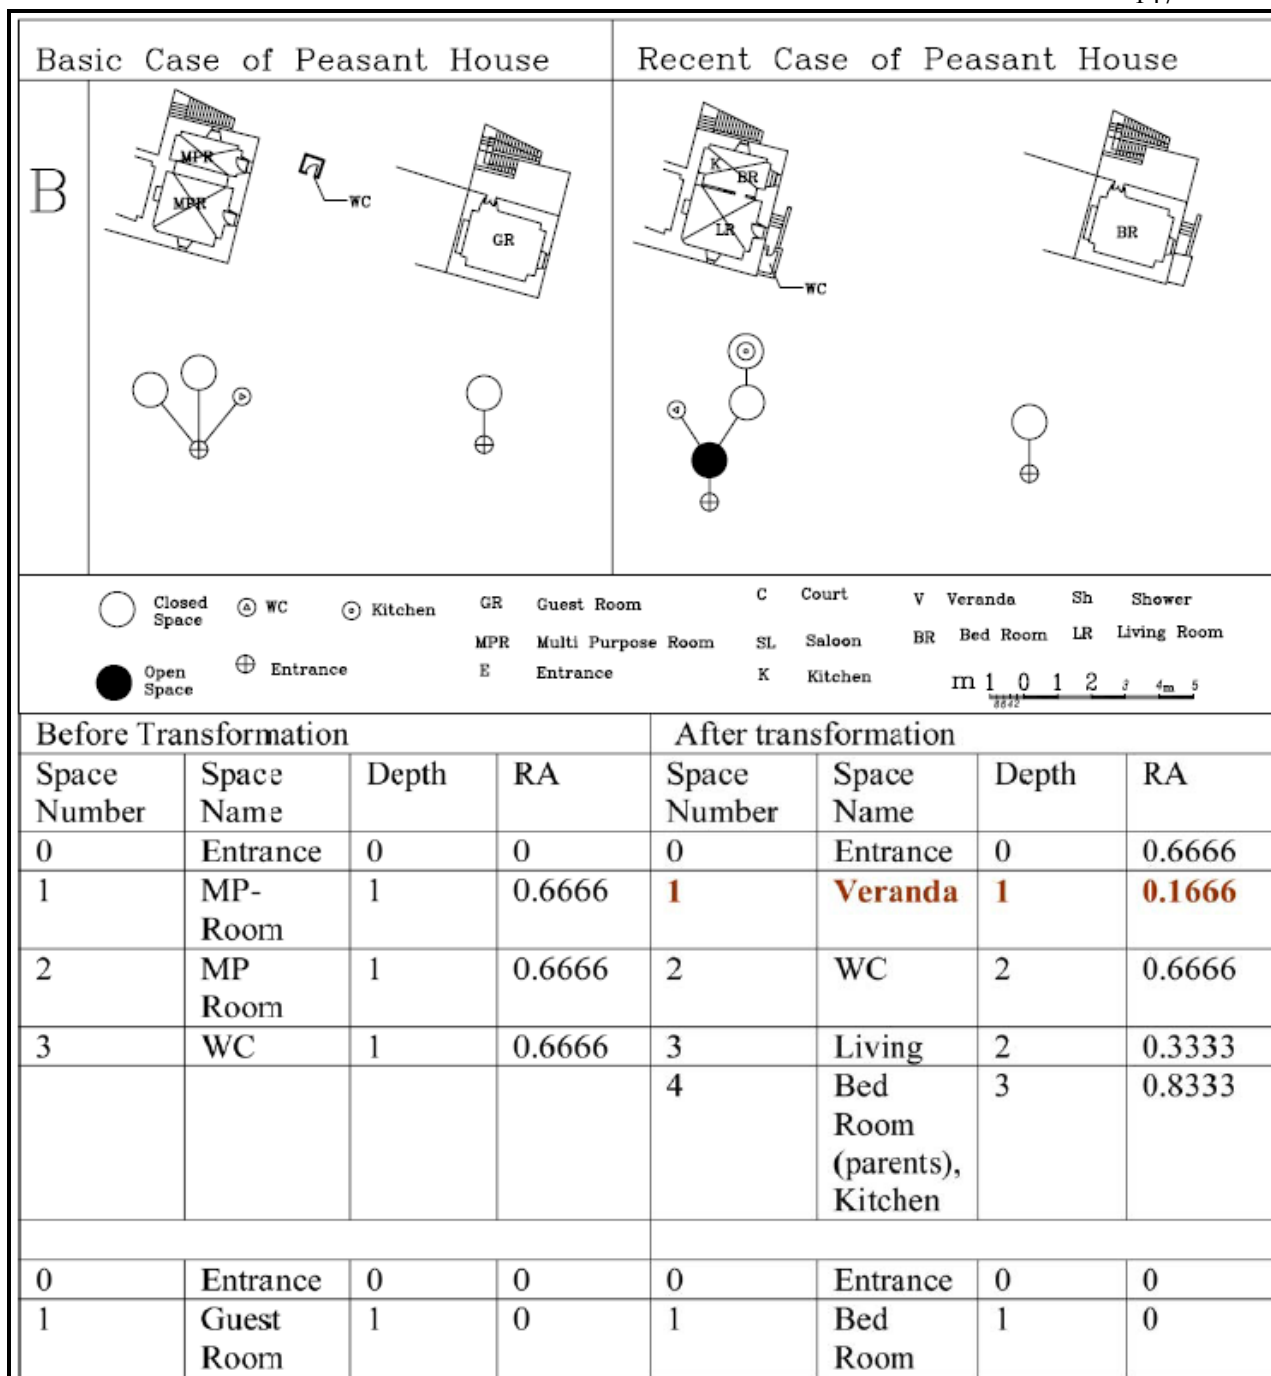 Basic Case of Peasant House
Recent Case of Peasant House
B
MPR
MPR
WC
GR
K
BR
LR
WC
BR
Closed Space
WC
Kitchen
GR Guest Room
C Court
V Veranda
Sh Shower
MPR Multi Purpose Room
SL Saloon
BR Bed Room
LR Living Room
Open Space
Entrance
E Entrance
K Kitchen
m 1 0 1 2 3 4m 5
8642
Before Transformation
After transformation
Space Number
Space Name
Depth
RA
Space Number
Space Name
Depth
RA
0 Entrance 0 0 0 Entrance 0 0.6666
1 MP-Room 1 0.6666 1 Veranda 1 0.1666
2 MP Room 1 0.6666 2 WC 2 0.6666
3 WC 1 0.6666 3 Living 2 0.3333
4 Bed Room (parents), Kitchen 3 0.8333
0 Entrance 0 0 0 Entrance 0 0
1 Guest Room 1 0 1 Bed Room 1 0